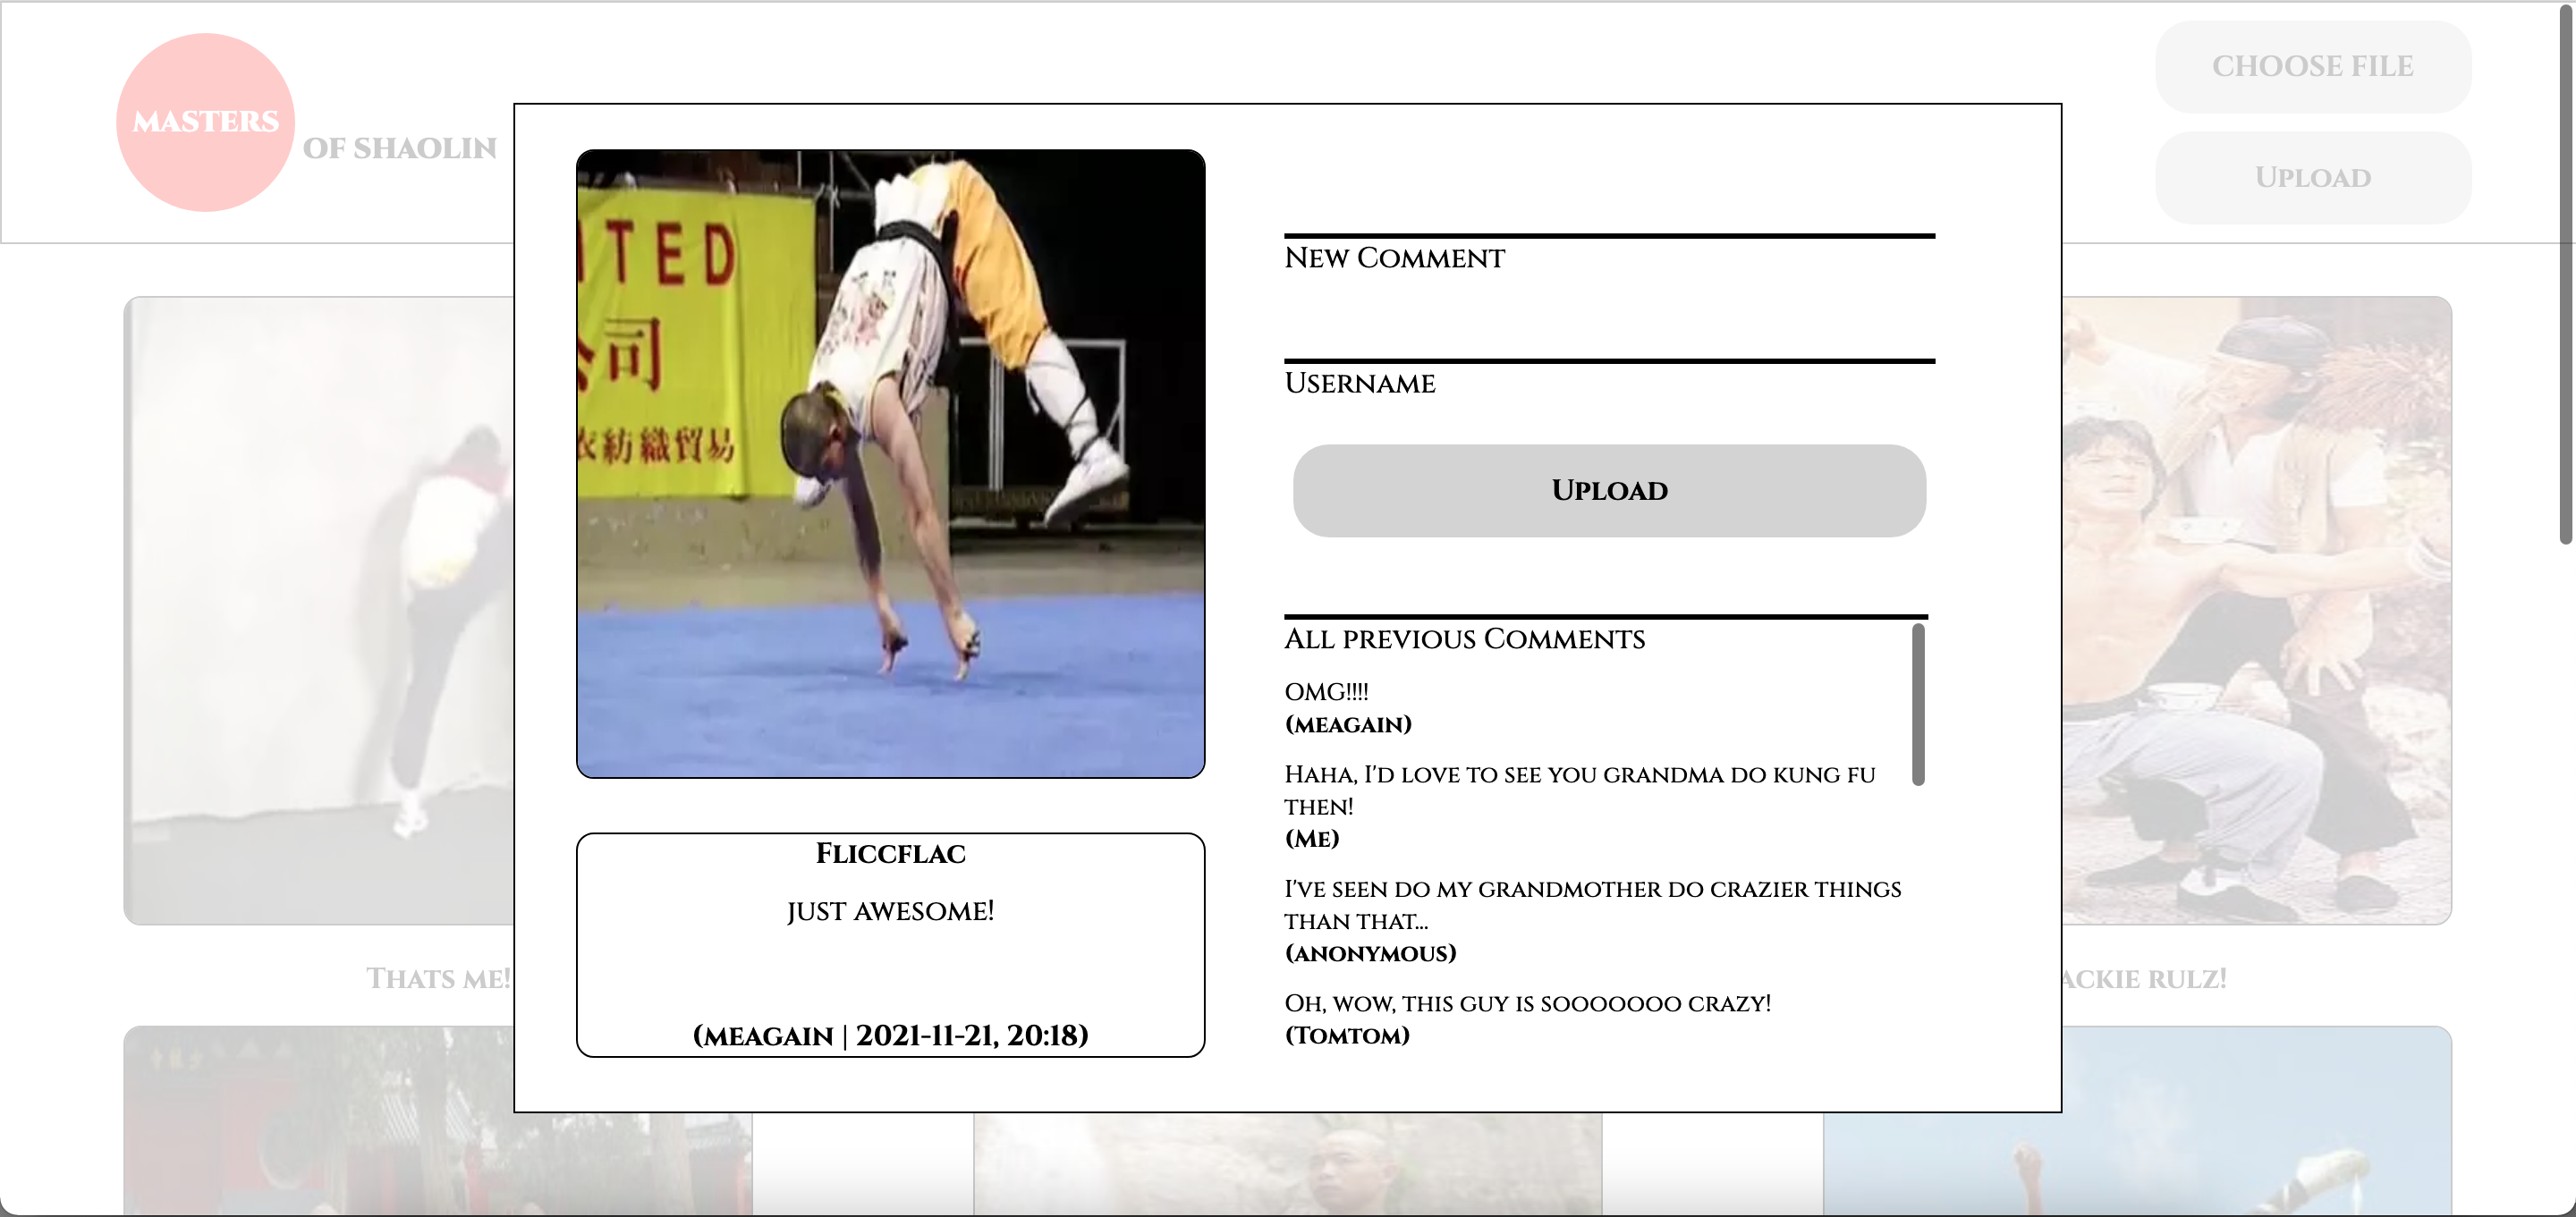 MASTERS
OF SHAOLIN
CHOOSE FILE
Upload
ITED
司
衣紡織貿易
Fliccflac
just awesome!
(meagain | 2021-11-21, 20:18)
New Comment
Username
Upload
All previous Comments
OMG!!!!
(meagain)
Haha, I'd love to see you grandma do kung fu
then!
(Me)
I've seen do my grandmother do crazier things
than that...
(anonymous)
Oh, wow, this guy is sooooooo crazy!
(Tomtom)
Thats me!
ackie rulz!